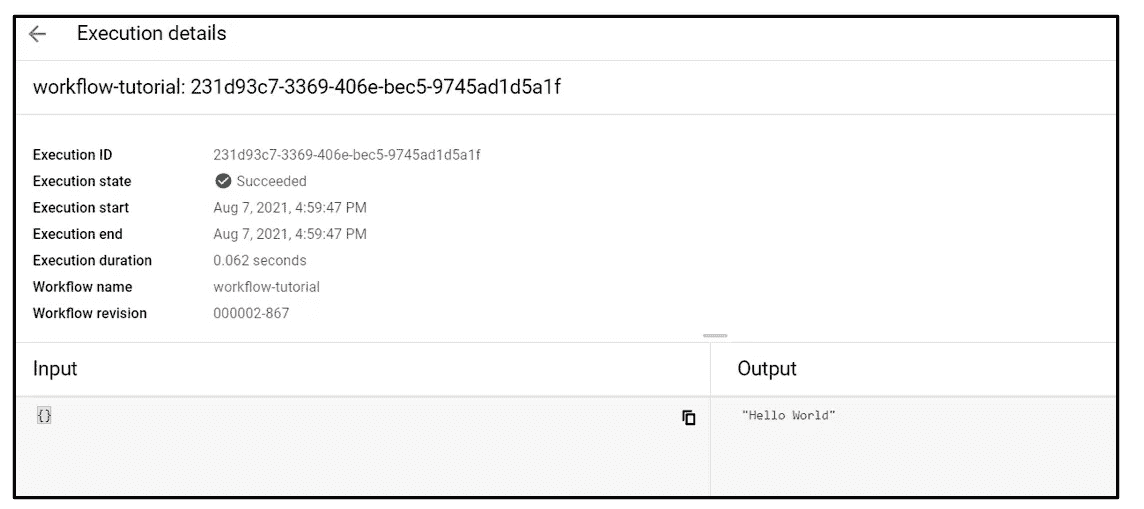 Execution details
workflow-tutorial: 231d93c7-3369-406e-bec5-9745ad1d5a1f
Execution ID 231d93c7-3369-406e-bec5-9745ad1d5a1f
Execution state Succeeded
Execution start Aug 7, 2021, 4:59:47 PM
Execution end Aug 7, 2021, 4:59:47 PM
Execution duration 0.062 seconds
Workflow name workflow-tutorial
Workflow revision 000002-867
Input Output
{} "Hello World"